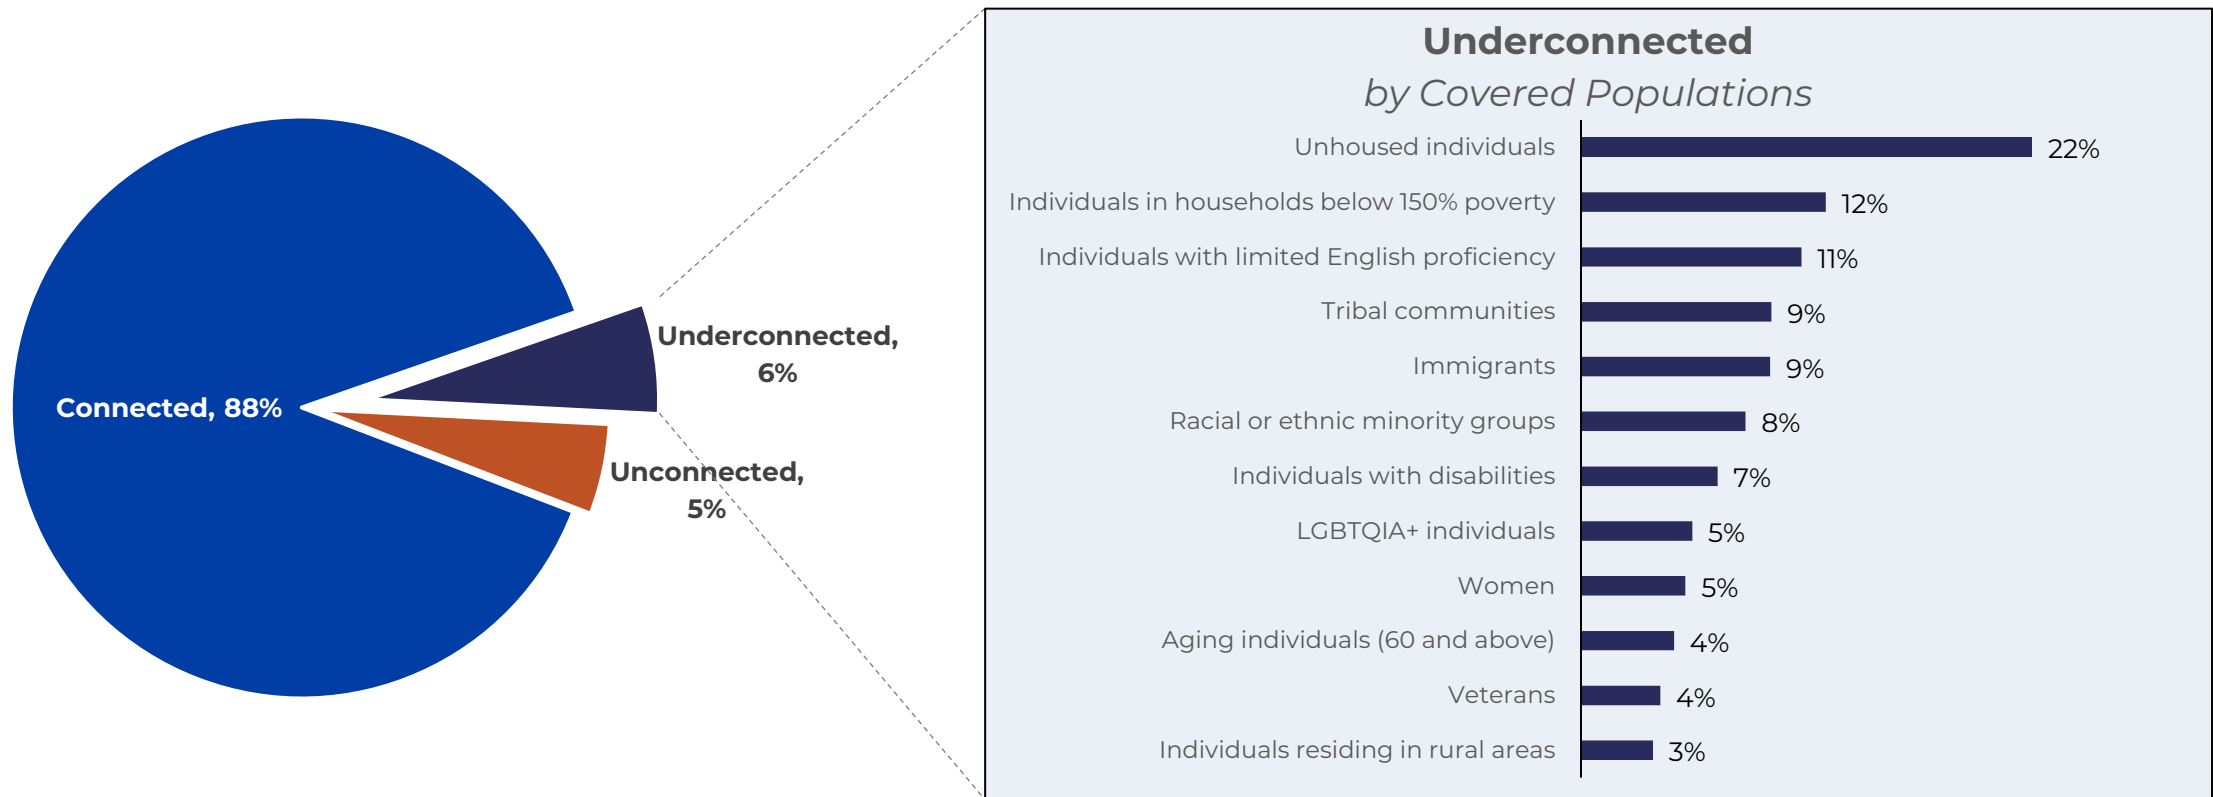 Connected, 88%
Underconnected,
6%
Unconnected,
5%
Underconnected
by Covered Populations
Unhoused individuals 22%
Individuals in households below 150% poverty 12%
Individuals with limited English proficiency 11%
Tribal communities 9%
Immigrants 9%
Racial or ethnic minority groups 8%
Individuals with disabilities 7%
LGBTQIA+ individuals 5%
Women 5%
Aging individuals (60 and above) 4%
Veterans 4%
Individuals residing in rural areas 3%